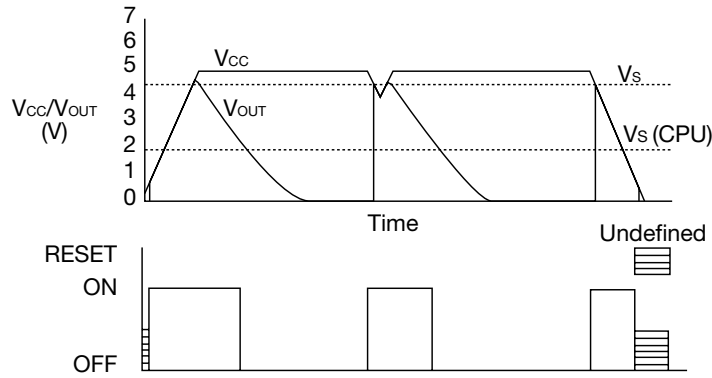 7
6
5
4
3
2
1
0
VCC/VOUT
(V)
VCC
VOUT
VS
VS (CPU)
Time
Undefined
RESET
ON
OFF